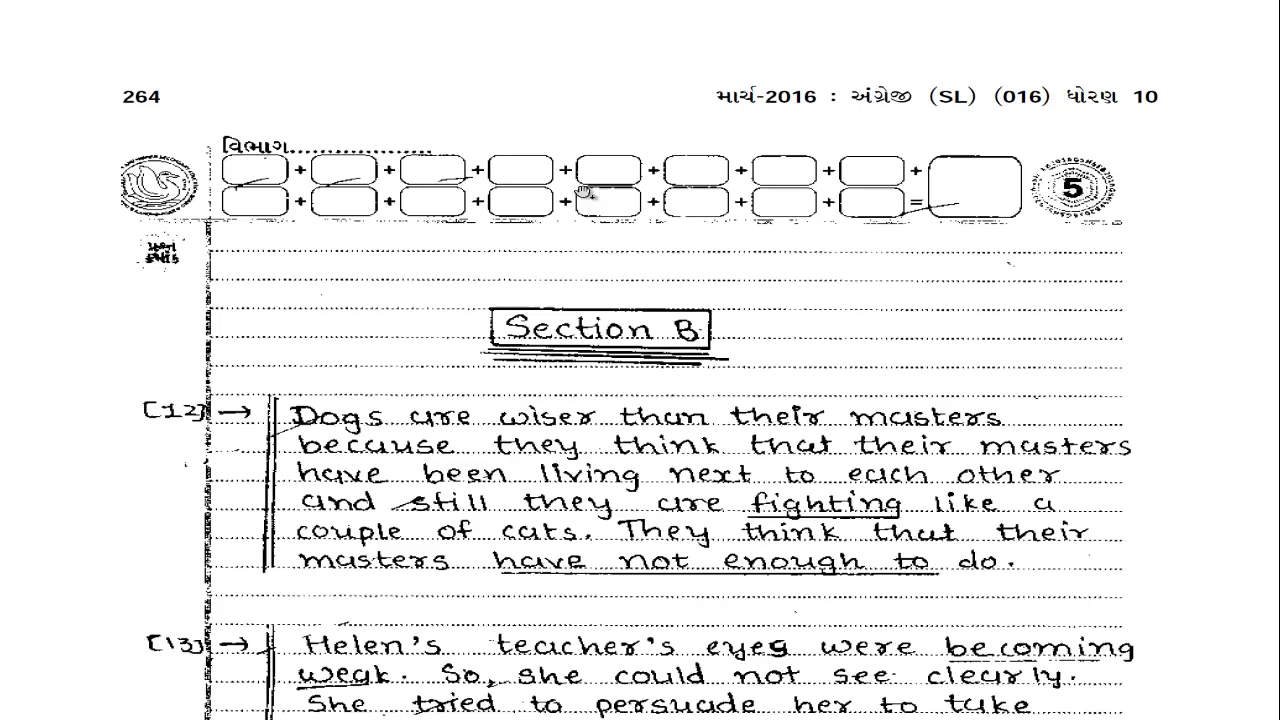 264
માર્ચ-2016 : અંગ્રેજી (SL) (016) ધોરણ 10
વિભાગ..................
+ + + + + + + +
+ + + + + + + =
5
પ્રશ્ન
ક્રમાંક
Section B
[12] → Dogs are wiser than their masters
because they think that their masters
have been living next to each other
and still they are fighting like a
couple of cats. They think that their
masters have not enough to do.
[13] → Helen's teacher's eyes were becoming
weak. So, she could not see clearly.
She tried to persuade her to take